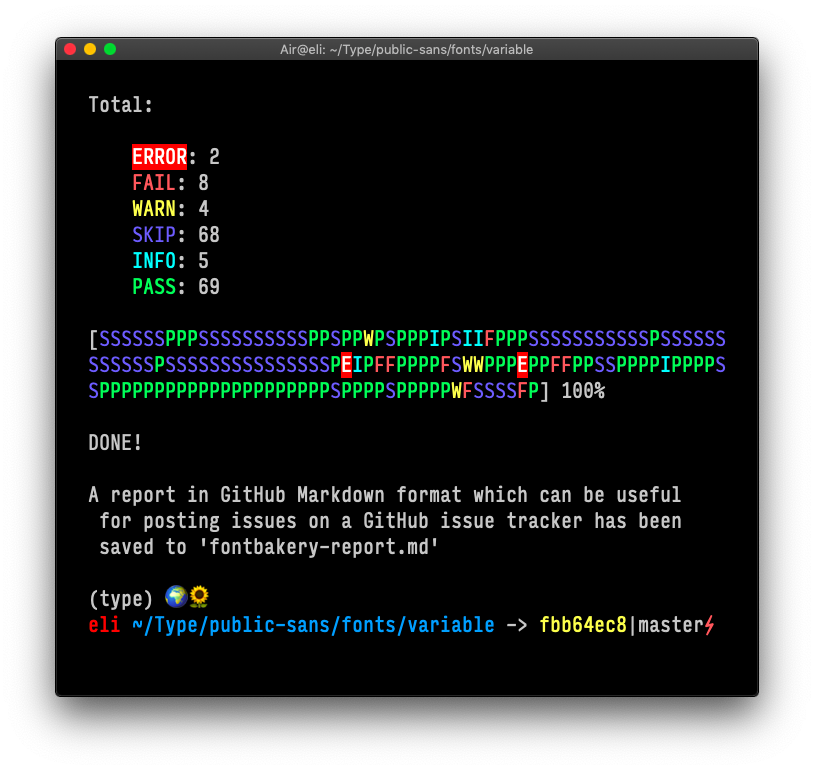 Air@eli: ~/Type/public-sans/fonts/variable
Total:
ERROR: 2
FAIL: 8
WARN: 4
SKIP: 68
INFO: 5
PASS: 69
[SSSSSSPPPSSSSSSSSSSPPSPPWPSPPPIPSIIFPPPSSSSSSSSSSSPSSSSSS
SSSSSSPSSSSSSSSSSSSSSSPEIPFFPPPPFSWWPPPEPPFFPPSSPPPPIPPPPS
SPPPPPPPPPPPPPPPPPPPPPSPPPPSPPPPPWFSSSSFP] 100%
DONE!
A report in GitHub Markdown format which can be useful
for posting issues on a GitHub issue tracker has been
saved to 'fontbakery-report.md'
(type) 🌍🌻
eli ~/Type/public-sans/fonts/variable -> fbb64ec8|master⚡